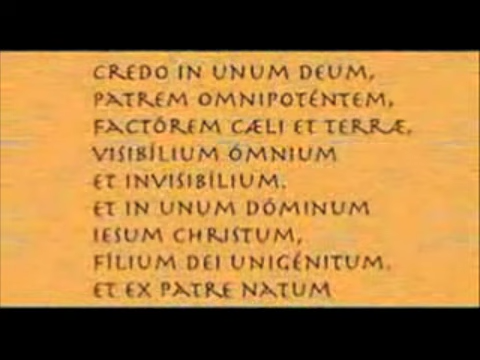 CREDO IN UNUM DEUM,
PATREM OMNIPOTÉNTEM,
FACTÓREM CÆLI ET TERRÆ,
VISIBÍLIUM ÓMNIUM
ET INVISIBÍLIUM.
ET IN UNUM DÓMINUM
IESUM CHRISTUM,
FÍLIUM DEI UNIGÉNITUM.
ET EX PATRE NATUM